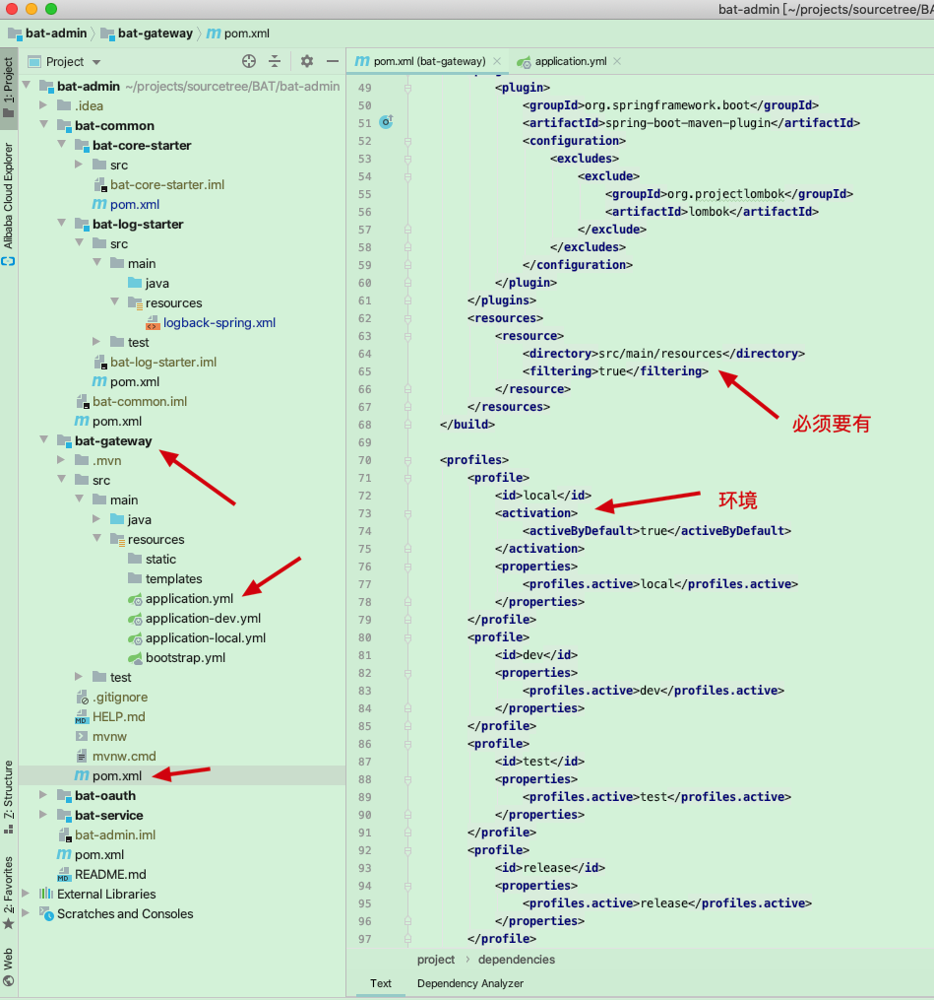 bat-admin [~/projects/sourcetree/BA
bat-admin bat-gateway pom.xml
Project
pom.xml (bat-gateway)
application.yml
1: Project
Alibaba Cloud Explorer
Z: Structure
2: Favorites
Web
bat-admin ~/projects/sourcetree/BAT/bat-admin
.idea
bat-common
bat-core-starter
src
bat-core-starter.iml
pom.xml
bat-log-starter
src
main
java
resources
logback-spring.xml
test
bat-log-starter.iml
pom.xml
bat-common.iml
pom.xml
bat-gateway
.mvn
src
main
java
resources
static
templates
application.yml
application-dev.yml
application-local.yml
bootstrap.yml
test
.gitignore
HELP.md
mvnw
mvnw.cmd
pom.xml
bat-oauth
bat-service
bat-admin.iml
pom.xml
README.md
External Libraries
Scratches and Consoles
49 <plugin>
50 <groupId>org.springframework.boot</groupId>
51 <artifactId>spring-boot-maven-plugin</artifactId>
52 <configuration>
53 <excludes>
54 <exclude>
55 <groupId>org.projectlombok</groupId>
56 <artifactId>lombok</artifactId>
57 </exclude>
58 </excludes>
59 </configuration>
60 </plugin>
61 </plugins>
62 <resources>
63 <resource>
64 <directory>src/main/resources</directory>
65 <filtering>true</filtering>
66 </resource>
必须要有
67 </resources>
68 </build>
69
70 <profiles>
71 <profile>
72 <id>local</id>
环境
73 <activation>
74 <activeByDefault>true</activeByDefault>
75 </activation>
76 <properties>
77 <profiles.active>local</profiles.active>
78 </properties>
79 </profile>
80 <profile>
81 <id>dev</id>
82 <properties>
83 <profiles.active>dev</profiles.active>
84 </properties>
85 </profile>
86 <profile>
87 <id>test</id>
88 <properties>
89 <profiles.active>test</profiles.active>
90 </properties>
91 </profile>
92 <profile>
93 <id>release</id>
94 <properties>
95 <profiles.active>release</profiles.active>
96 </properties>
97 </profile>
project › dependencies
Text Dependency Analyzer